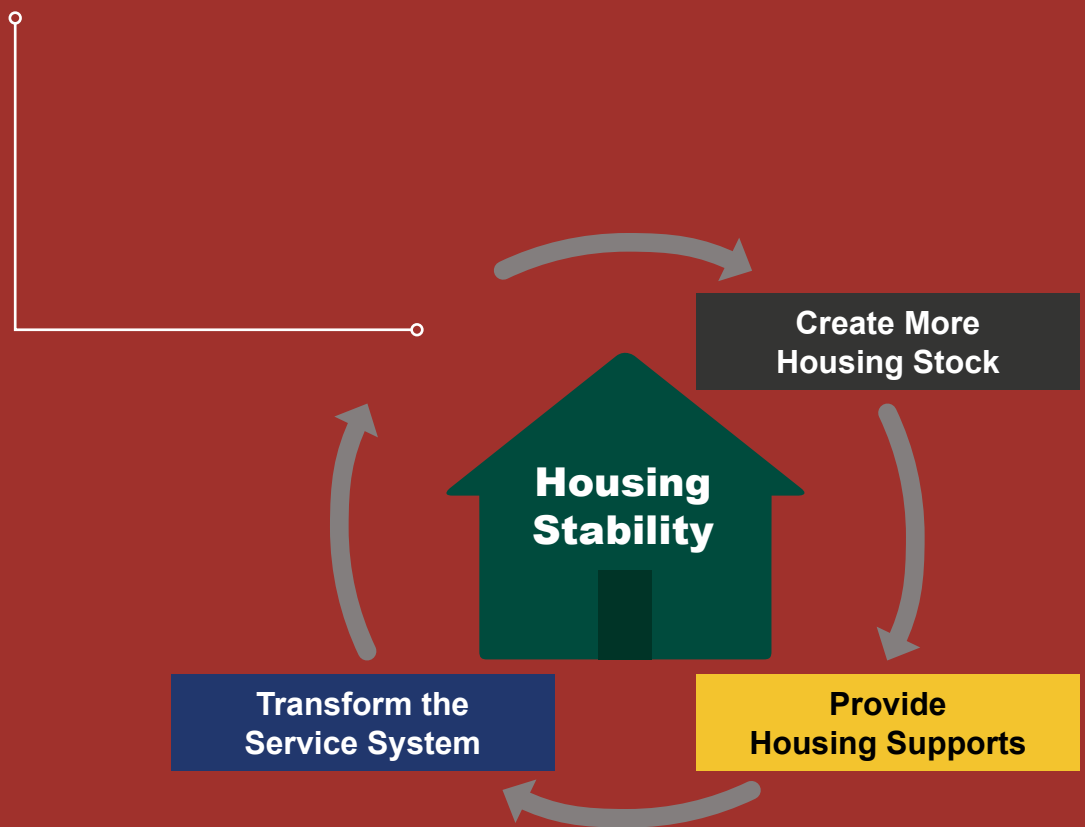 Create More
Housing Stock
Housing
Stability
Transform the
Service System
Provide
Housing Supports